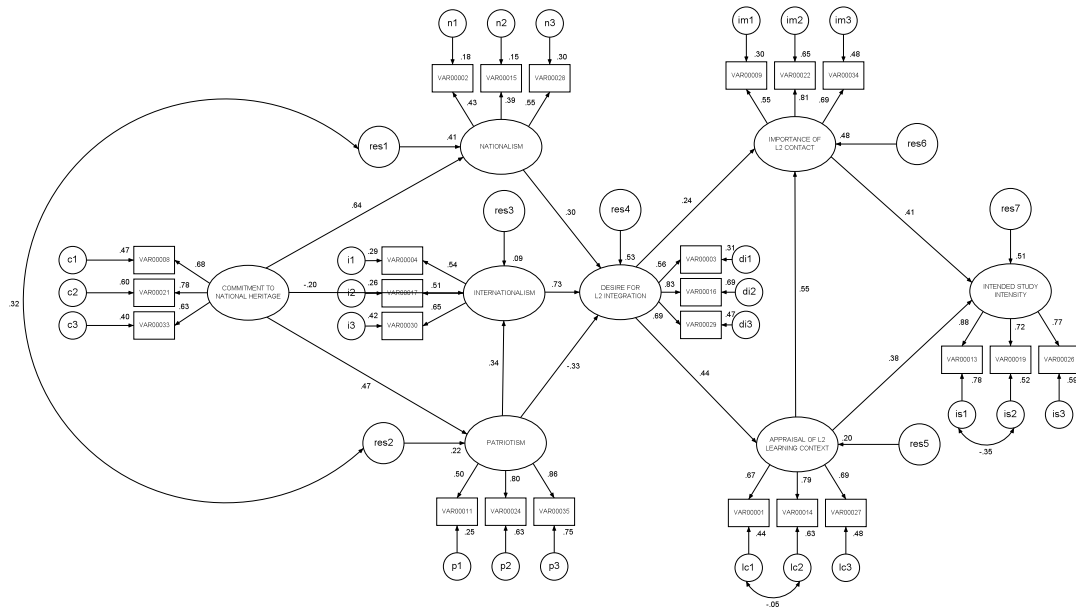 n1
n2
n3
im1
im2
im3
.18
.15
.30
.30
.65
.48
VAR00002
VAR00015
VAR00028
VAR00009
VAR00022
VAR00034
.43
.39
.55
.55
.81
.69
res1
.41
NATIONALISM
IMPORTANCE OF
L2 CONTACT
.48
res6
res3
res4
res7
.64
.30
.24
.41
c1
.47
VAR00008
.68
c2
.60
VAR00021
.78
c3
.40
VAR00033
.63
COMMITMENT TO
NATIONAL HERITAGE
-.20
i1
.29
VAR00004
.54
i2
.26
VAR00017
.51
i3
.42
VAR00030
.65
.09
INTERNATIONALISM
.73
.53
DESIRE FOR
L2 INTEGRATION
.56
VAR00003
.31
di1
.83
VAR00016
.69
di2
.69
VAR00029
.47
di3
.51
INTENDED STUDY
INTENSITY
.32
.55
.88
.72
.77
VAR00013
VAR00019
VAR00026
.78
.52
.59
is1
is2
is3
-.35
.47
.34
-.33
.44
.38
res2
.22
PATRIOTISM
APPRAISAL OF L2
LEARNING CONTEXT
.20
res5
.50
.80
.86
.67
.79
.69
VAR00011
VAR00024
VAR00035
VAR00001
VAR00014
VAR00027
.25
.63
.75
.44
.63
.48
p1
p2
p3
lc1
lc2
lc3
-.05